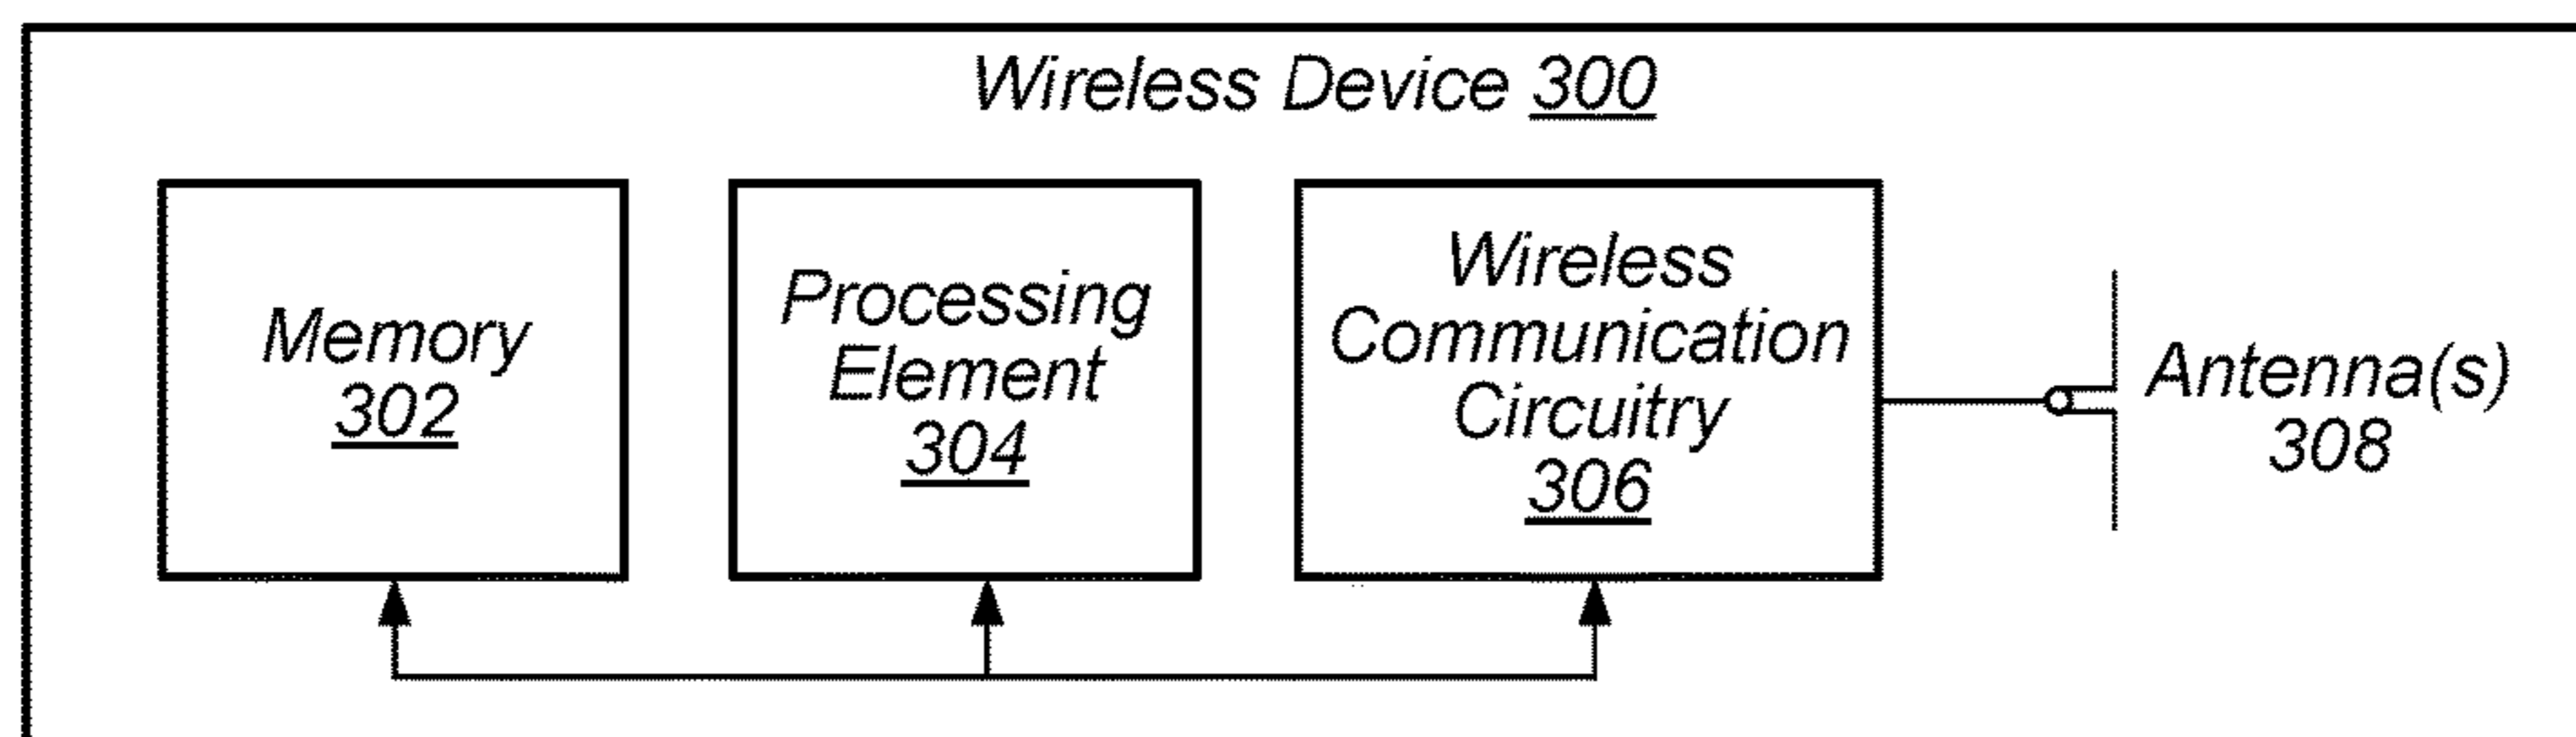 Wireless Device 300
Memory
302
Processing
Element
304
Wireless
Communication
Circuitry
306
Antenna(s)
308